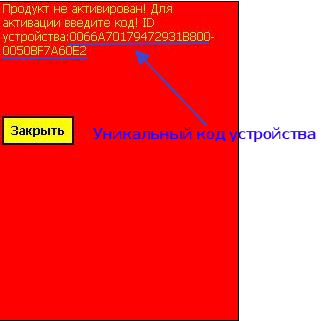 Продукт не активирован! Для
активации введите код! ID
устройства:0066A70179472931B800-
0050BF7A60E2
Закрыть
Уникальный код устройства